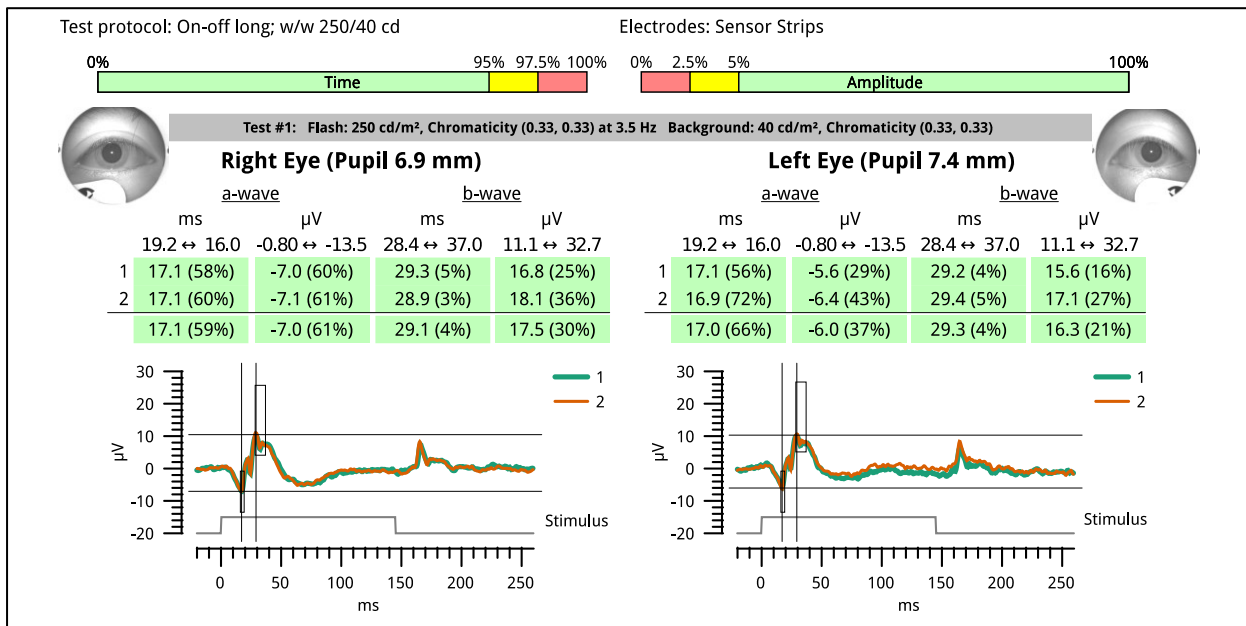 Test protocol: On-off long; w/w 250/40 cd Electrodes: Sensor Strips
0% 95% 97.5% 100% 0% 2.5% 5% 100%
Time Amplitude
Test #1: Flash: 250 cd/m², Chromaticity (0.33, 0.33) at 3.5 Hz Background: 40 cd/m², Chromaticity (0.33, 0.33)
Right Eye (Pupil 6.9 mm) Left Eye (Pupil 7.4 mm)
a-wave b-wave a-wave b-wave
ms µV ms µV ms µV ms µV
19.2 ↔ 16.0 -0.80 ↔ -13.5 28.4 ↔ 37.0 11.1 ↔ 32.7 19.2 ↔ 16.0 -0.80 ↔ -13.5 28.4 ↔ 37.0 11.1 ↔ 32.7
1 17.1 (58%) -7.0 (60%) 29.3 (5%) 16.8 (25%) 1 17.1 (56%) -5.6 (29%) 29.2 (4%) 15.6 (16%)
2 17.1 (60%) -7.1 (61%) 28.9 (3%) 18.1 (36%) 2 16.9 (72%) -6.4 (43%) 29.4 (5%) 17.1 (27%)
17.1 (59%) -7.0 (61%) 29.1 (4%) 17.5 (30%) 17.0 (66%) -6.0 (37%) 29.3 (4%) 16.3 (21%)
30 1 30 1
20 2 20 2
10 10
µV 0 µV 0
-10 -10
-20 Stimulus -20 Stimulus
0 50 100 150 200 250 0 50 100 150 200 250
ms ms